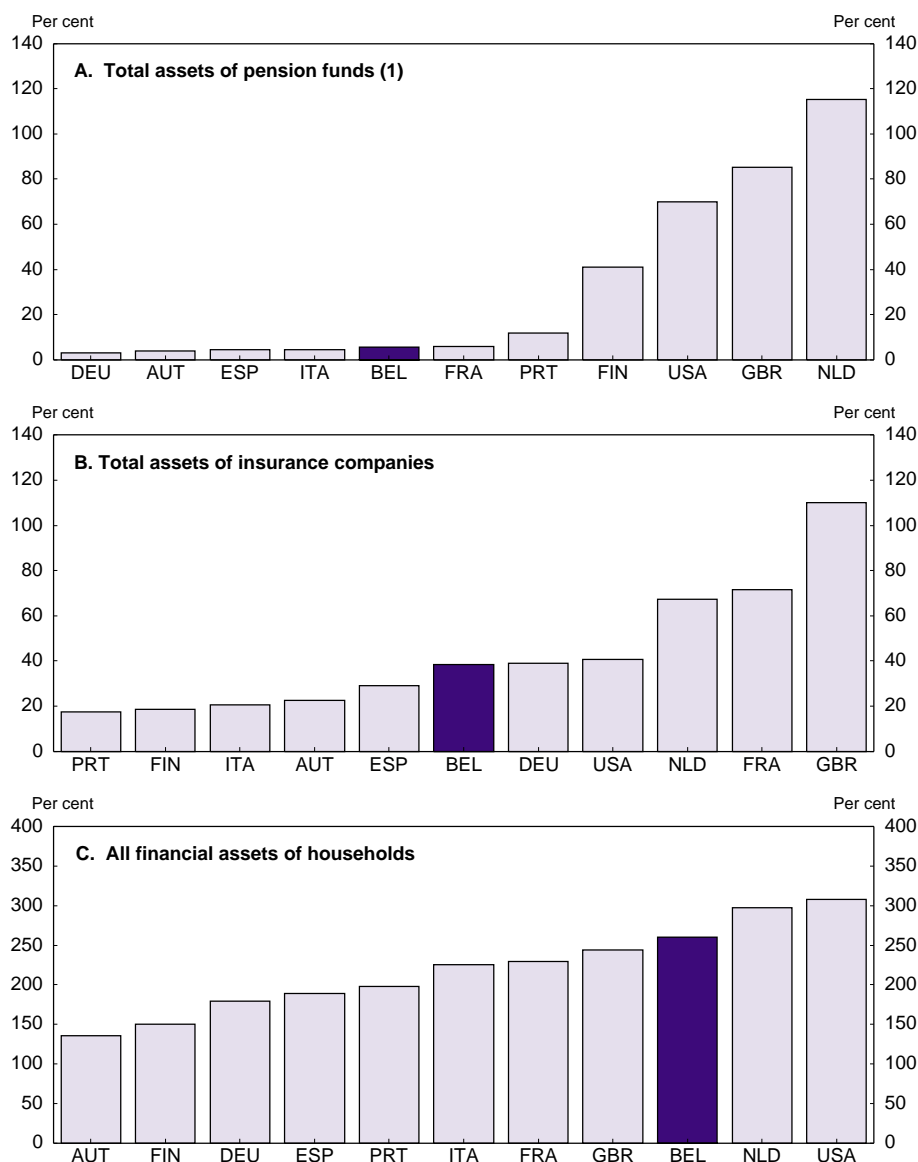 Per cent Per cent
140 140
A. Total assets of pension funds (1)
120 120
100 100
80 80
60 60
40 40
20 20
0 0
DEU AUT ESP ITA BEL FRA PRT FIN USA GBR NLD
Per cent Per cent
140 140
B. Total assets of insurance companies
120 120
100 100
80 80
60 60
40 40
20 20
0 0
PRT FIN ITA AUT ESP BEL DEU USA NLD FRA GBR
Per cent Per cent
400 400
C. All financial assets of households
350 350
300 300
250 250
200 200
150 150
100 100
50 50
0 0
AUT FIN DEU ESP PRT ITA FRA GBR BEL NLD USA